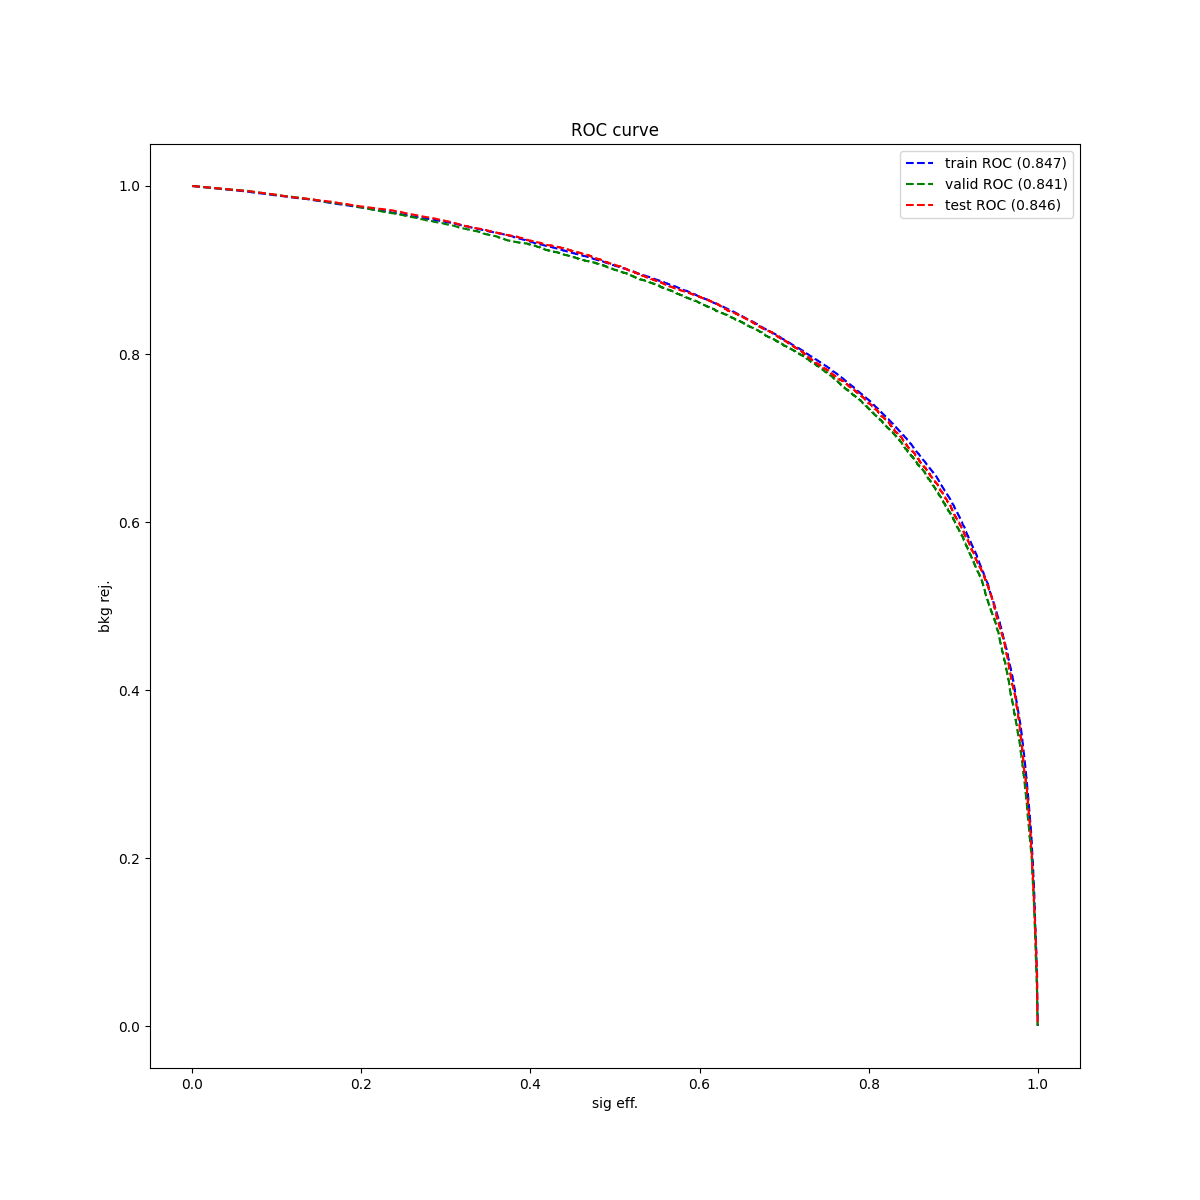 ROC curve
train ROC (0.847)
valid ROC (0.841)
test ROC (0.846)
1.0
0.8
0.6
0.4
0.2
0.0
bkg rej.
0.0 0.2 0.4 0.6 0.8 1.0
sig eff.